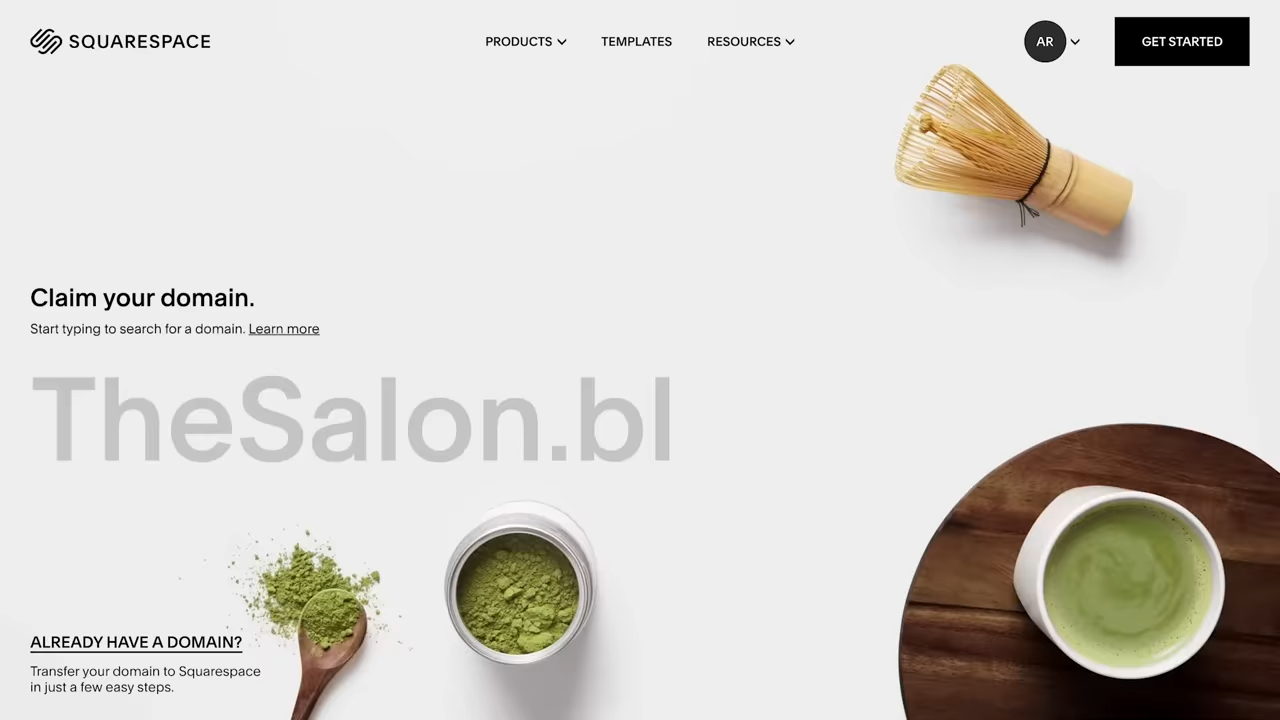 SQUARESPACE
PRODUCTS
TEMPLATES
RESOURCES
AR
GET STARTED
Claim your domain.
Start typing to search for a domain. Learn more
TheSalon.bl
ALREADY HAVE A DOMAIN?
Transfer your domain to Squarespace
in just a few easy steps.